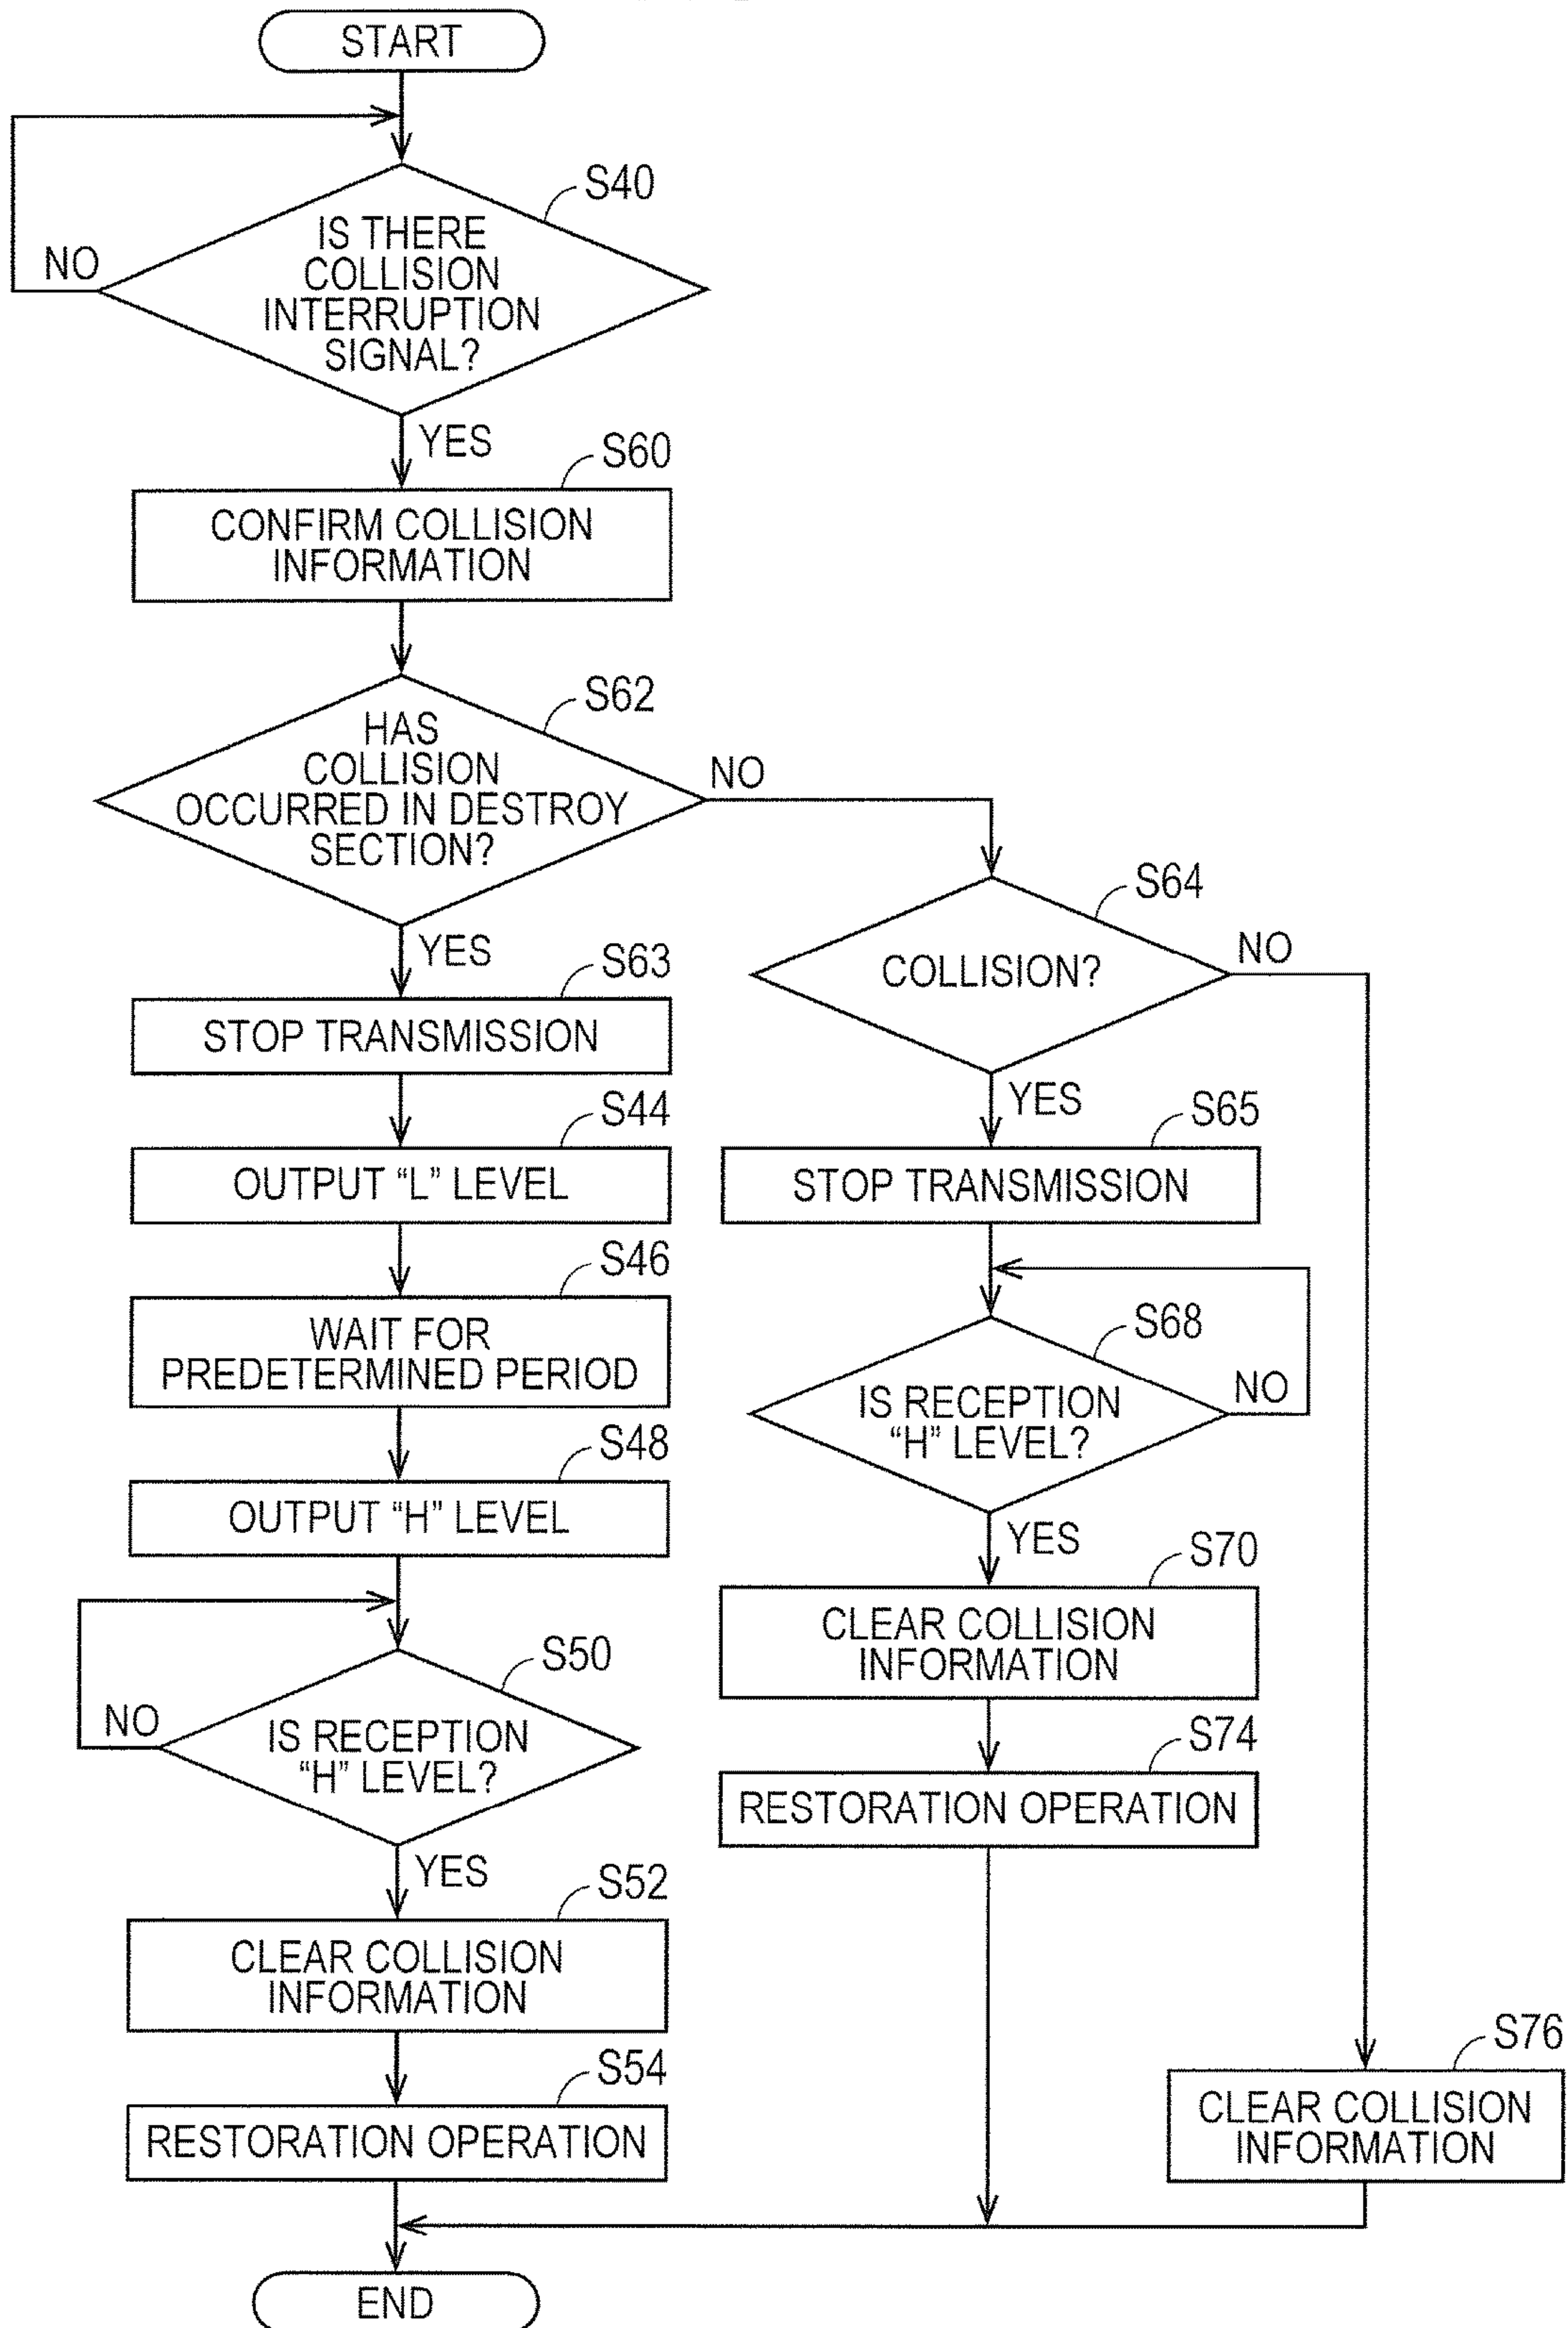 START
S40
IS THERE
COLLISION
INTERRUPTION
SIGNAL?
NO
YES
S60
CONFIRM COLLISION
INFORMATION
S62
HAS
COLLISION
OCCURRED IN DESTROY
SECTION?
NO
YES
S63
STOP TRANSMISSION
S44
OUTPUT “L” LEVEL
S46
WAIT FOR
PREDETERMINED PERIOD
S48
OUTPUT “H” LEVEL
S50
IS RECEPTION
“H” LEVEL?
NO
YES
S52
CLEAR COLLISION
INFORMATION
S54
RESTORATION OPERATION
S64
COLLISION?
NO
YES
S65
STOP TRANSMISSION
S68
IS RECEPTION
“H” LEVEL?
NO
YES
S70
CLEAR COLLISION
INFORMATION
S74
RESTORATION OPERATION
S76
CLEAR COLLISION
INFORMATION
END